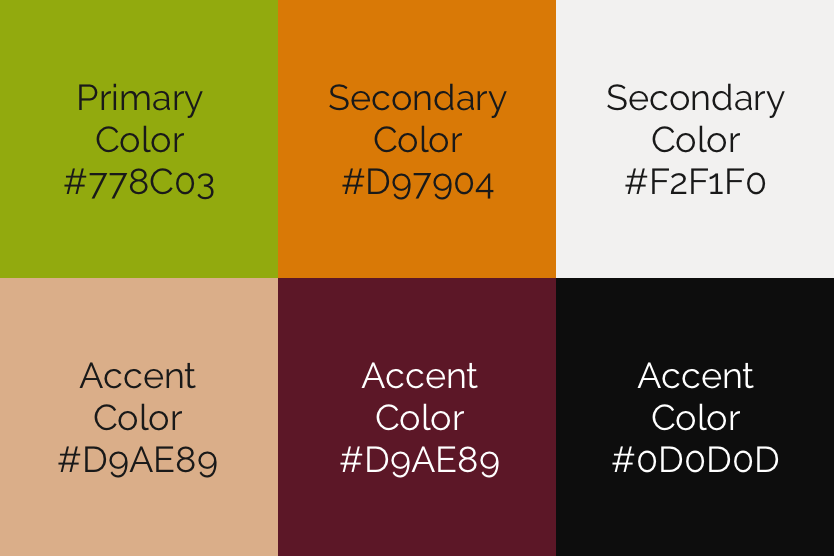 Primary
Color
#778C03
Secondary
Color
#D97904
Secondary
Color
#F2F1F0
Accent
Color
#D9AE89
Accent
Color
#D9AE89
Accent
Color
#0D0D0D